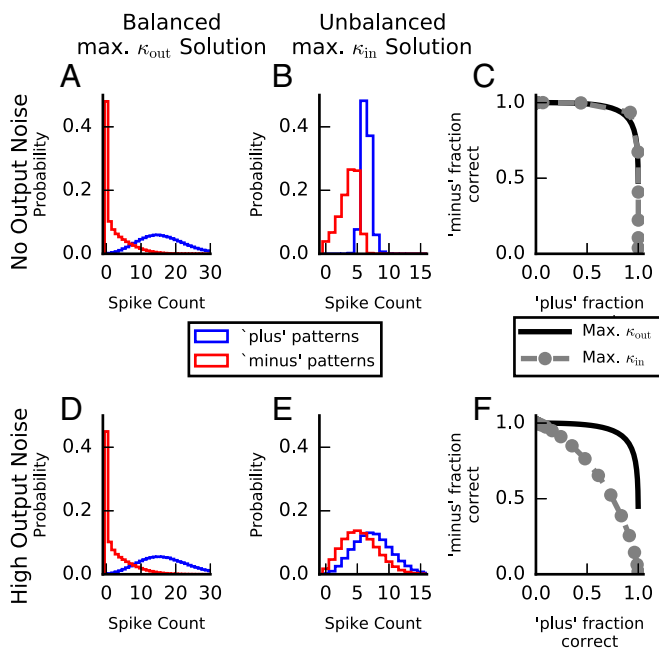 Balanced
max. κout Solution
Unbalanced
max. κin Solution
A
B
C
No Output Noise
Probability
0.4
0.2
0.0
0 10 20 30
Spike Count
Probability
0.4
0.2
0.0
0 5 10 15
Spike Count
'minus' fraction
correct
1.0
0.5
0.0
0.0 0.5 1.0
'plus' fraction
`plus' patterns
`minus' patterns
Max. κout
Max. κin
D
E
F
High Output Noise
Probability
0.4
0.2
0.0
0 10 20 30
Spike Count
Probability
0.4
0.2
0.0
0 5 10 15
Spike Count
'minus' fraction
correct
1.0
0.5
0.0
0.0 0.5 1.0
'plus' fraction
correct